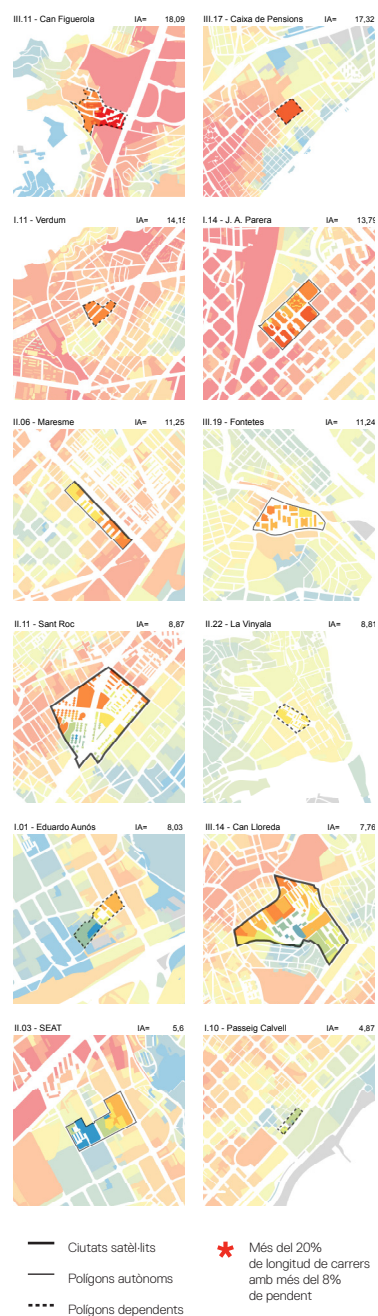 III.11 - Can Figuerola IA= 18,09
III.17 - Caixa de Pensions IA= 17,32
I.11 - Verdum IA= 14,15
I.14 - J. A. Parera IA= 13,79
II.06 - Maresme IA= 11,25
III.19 - Fontetes IA= 11,24
II.11 - Sant Roc IA= 8,87
II.22 - La Vinyala IA= 8,81
I.01 - Eduardo Aunós IA= 8,03
III.14 - Can Lloreda IA= 7,76
II.03 - SEAT IA= 5,6
I.10 - Passeig Calvell IA= 4,87
Ciutats satèl·lits
Polígons autònoms
Polígons dependents
* Més del 20%
de longitud de carrers
amb més del 8%
de pendent